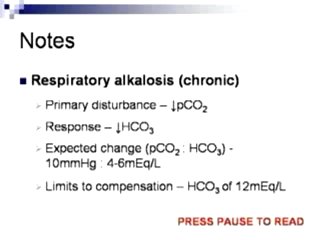 Notes
Respiratory alkalosis (chronic)
Primary disturbance – ↓pCO₂
Response – ↓HCO₃
Expected change (pCO₂ : HCO₃) -
10mmHg : 4-6mEq/L
Limits to compensation – HCO₃ of 12mEq/L
PRESS PAUSE TO READ